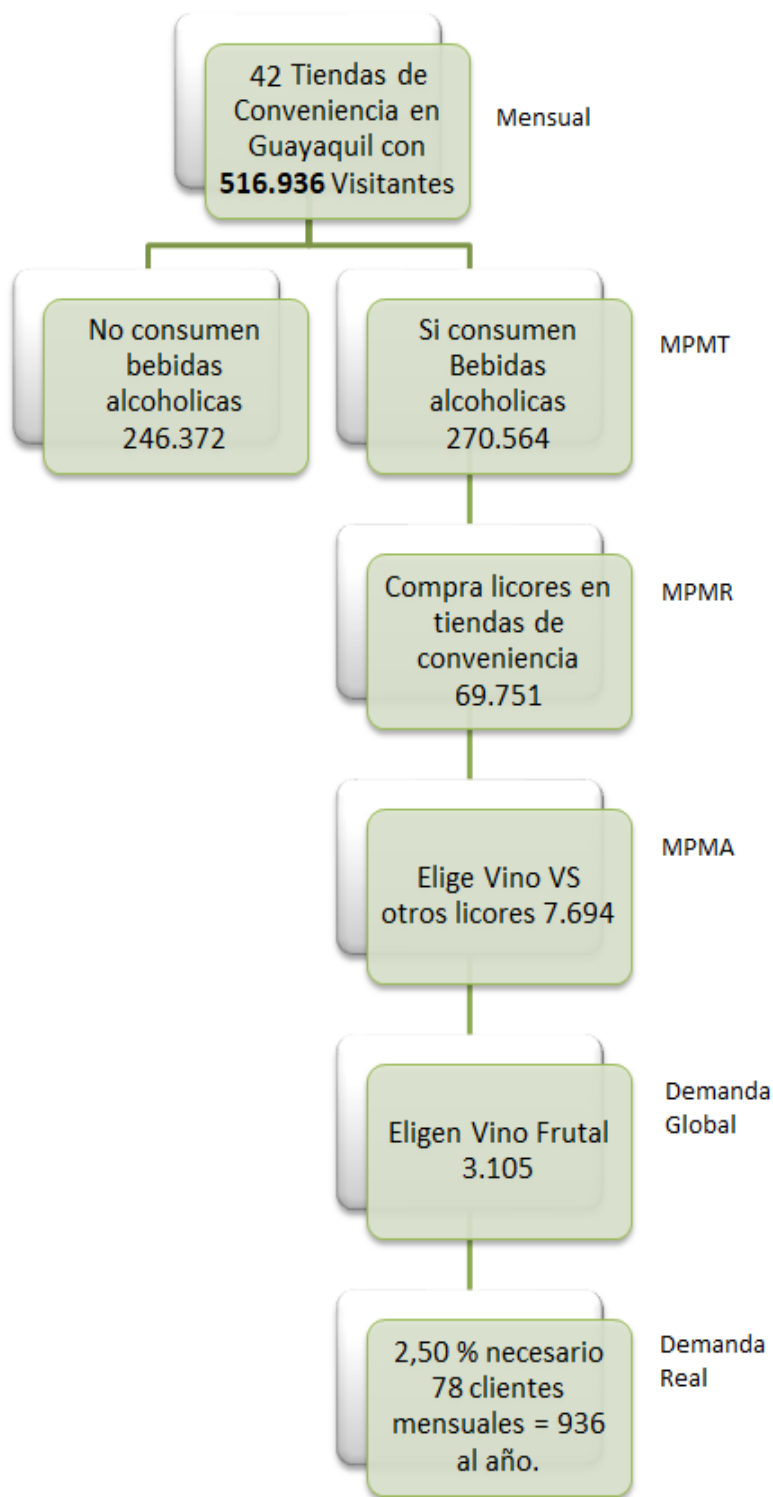 42 Tiendas de
Conveniencia en
Guayaquil con
516.936 Visitantes
Mensual
No consumen
bebidas
alcoholicas
246.372
Si consumen
Bebidas
alcoholicas
270.564
MPMT
Compra licores en
tiendas de
conveniencia
69.751
MPMR
Elige Vino VS
otros licores 7.694
MPMA
Eligen Vino Frutal
3.105
Demanda
Global
2,50 % necesario
78 clientes
mensuales = 936
al año.
Demanda
Real